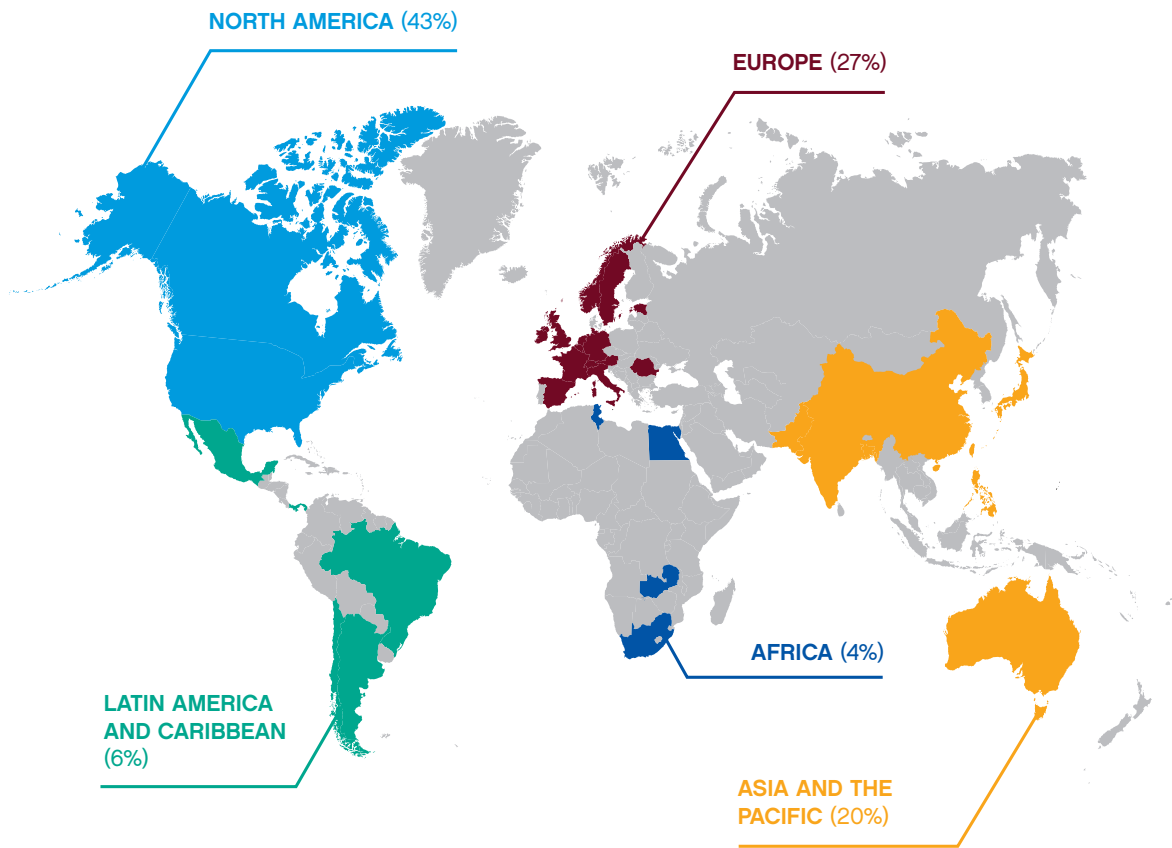 NORTH AMERICA (43%)
EUROPE (27%)
AFRICA (4%)
LATIN AMERICA
AND CARIBBEAN
(6%)
ASIA AND THE
PACIFIC (20%)